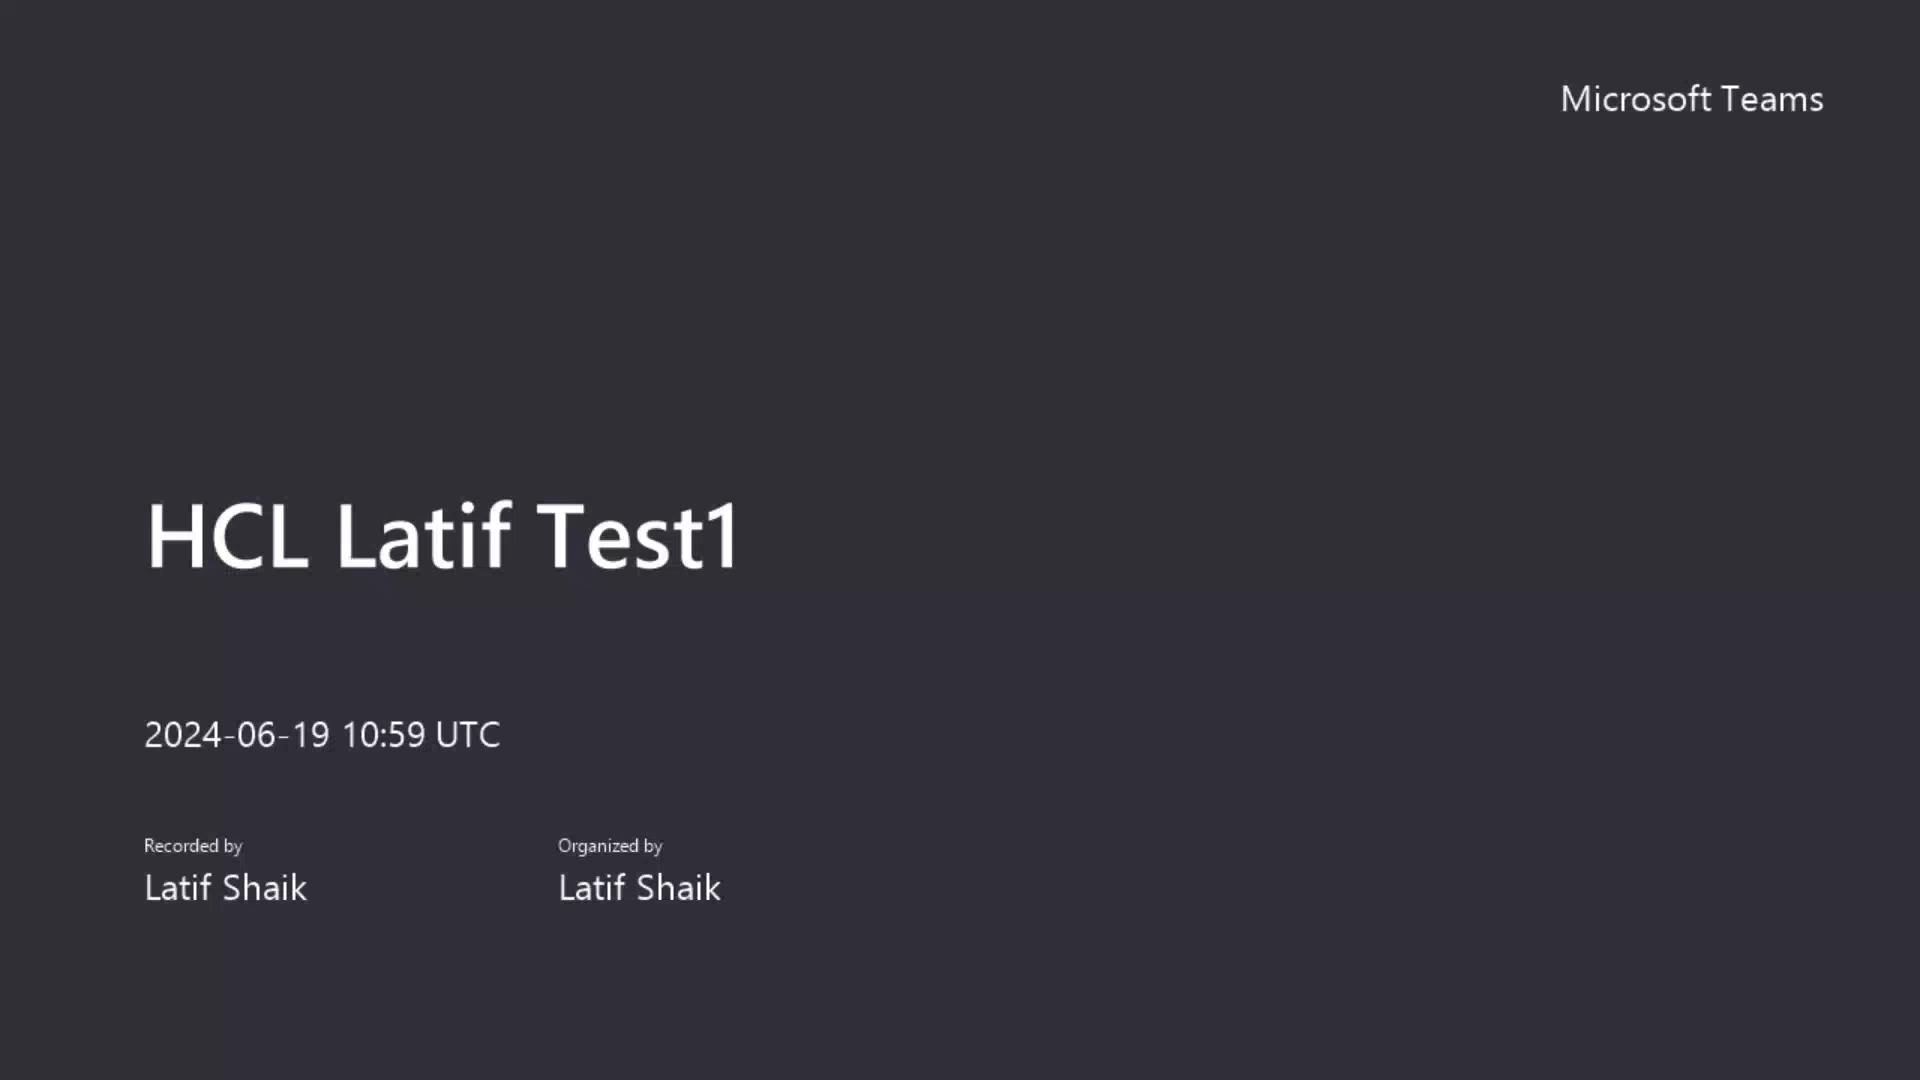 Microsoft Teams
HCL Latif Test1
2024-06-19 10:59 UTC
Recorded by
Latif Shaik
Organized by
Latif Shaik